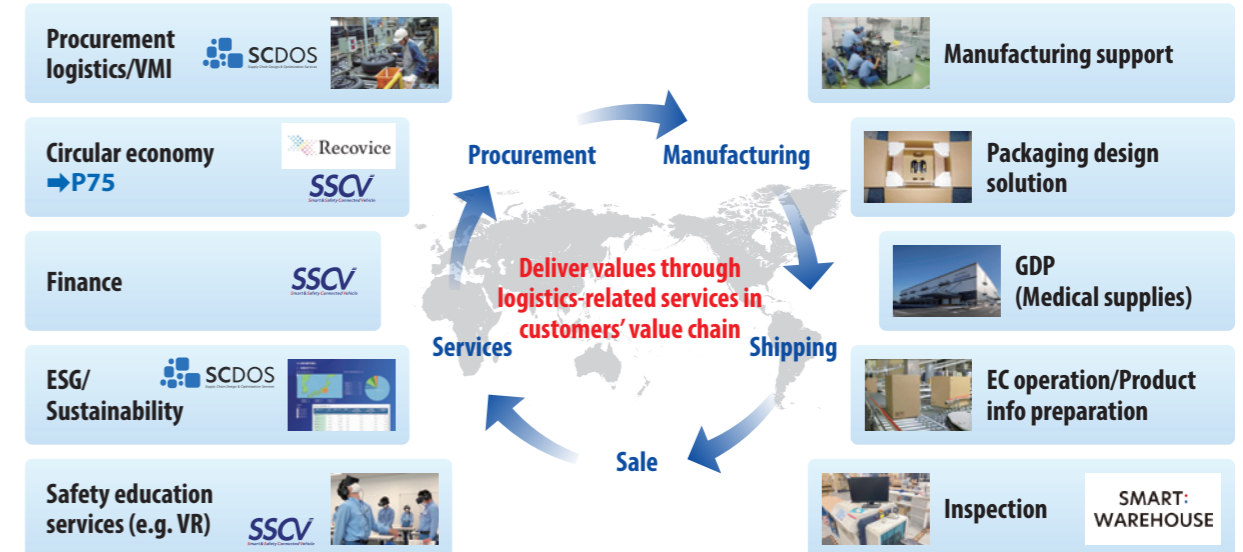 Procurement
logistics/VMI
SCDOS
Supply Chain Design & Optimization Services
Circular economy
➡P75
Recovice
SSCV
Smart & Safety Connected Vehicle
Finance
SSCV
Smart & Safety Connected Vehicle
ESG/
Sustainability
SCDOS
Supply Chain Design & Optimization Services
Safety education
services (e.g. VR)
SSCV
Smart & Safety Connected Vehicle
Procurement
Manufacturing
Deliver values through
logistics-related services in
customers’ value chain
Services
Shipping
Sale
Manufacturing support
Packaging design
solution
GDP
(Medical supplies)
EC operation/Product
info preparation
Inspection
SMART:
WAREHOUSE